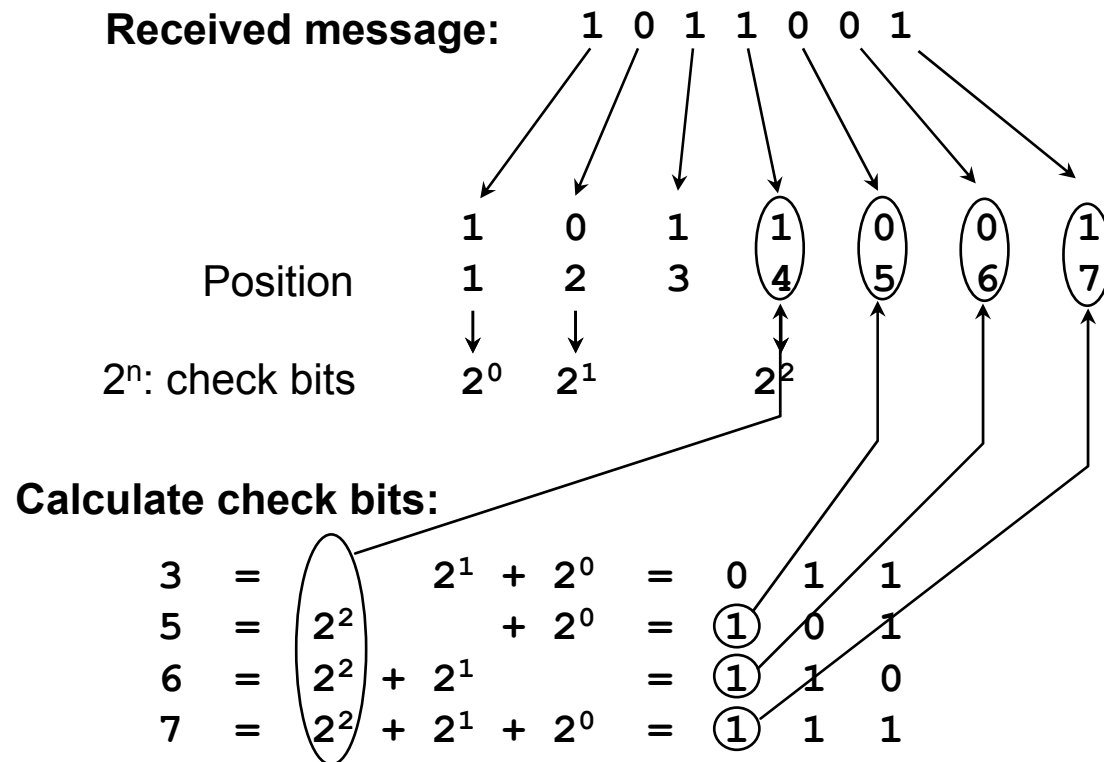 Received message: 1 0 1 1 0 0 1
1 0 1 1 0 0 1
Position 1 2 3 4 5 6 7
2ⁿ: check bits 2⁰ 2¹ 2²
Calculate check bits:
3 = 2¹ + 2⁰ = 0 1 1
5 = 2² + 2⁰ = 1 0 1
6 = 2² + 2¹ = 1 1 0
7 = 2² + 2¹ + 2⁰ = 1 1 1